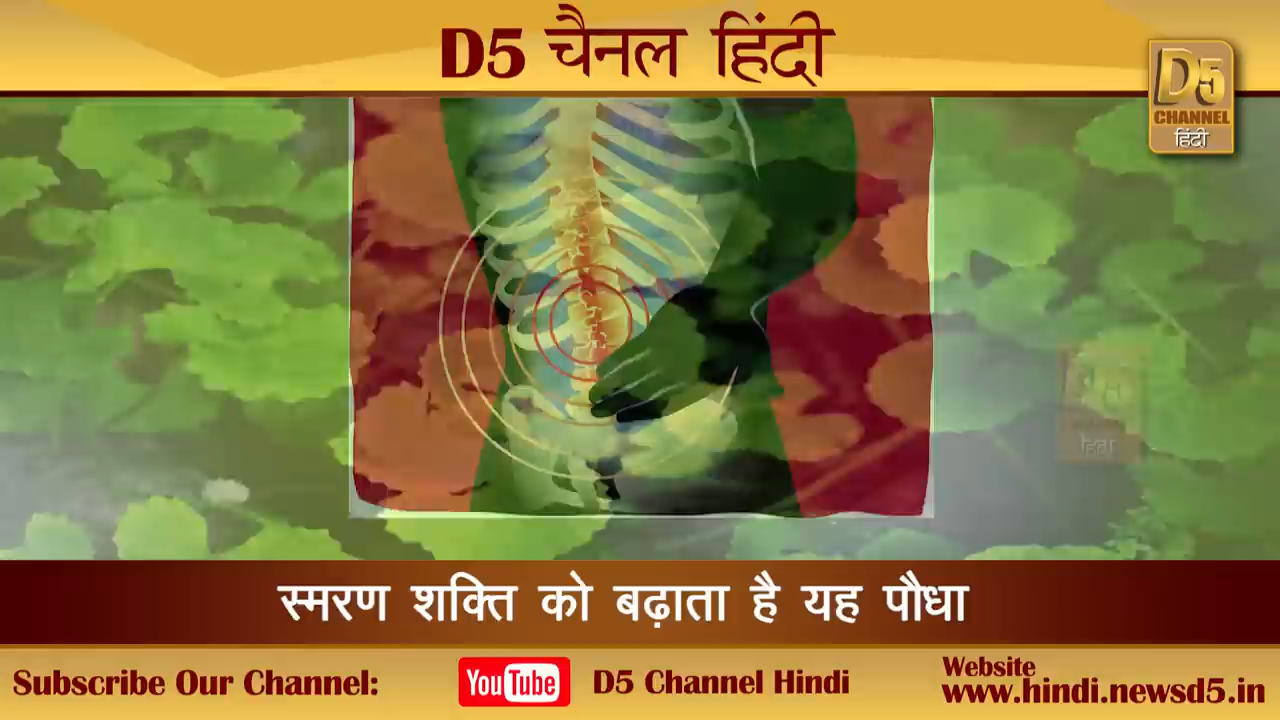 D5 चैनल हिंदी
D5
CHANNEL
हिंदी
स्मरण शक्ति को बढ़ाता है यह पौधा
Subscribe Our Channel:
YouTube
D5 Channel Hindi
Website
www.hindi.newsd5.in